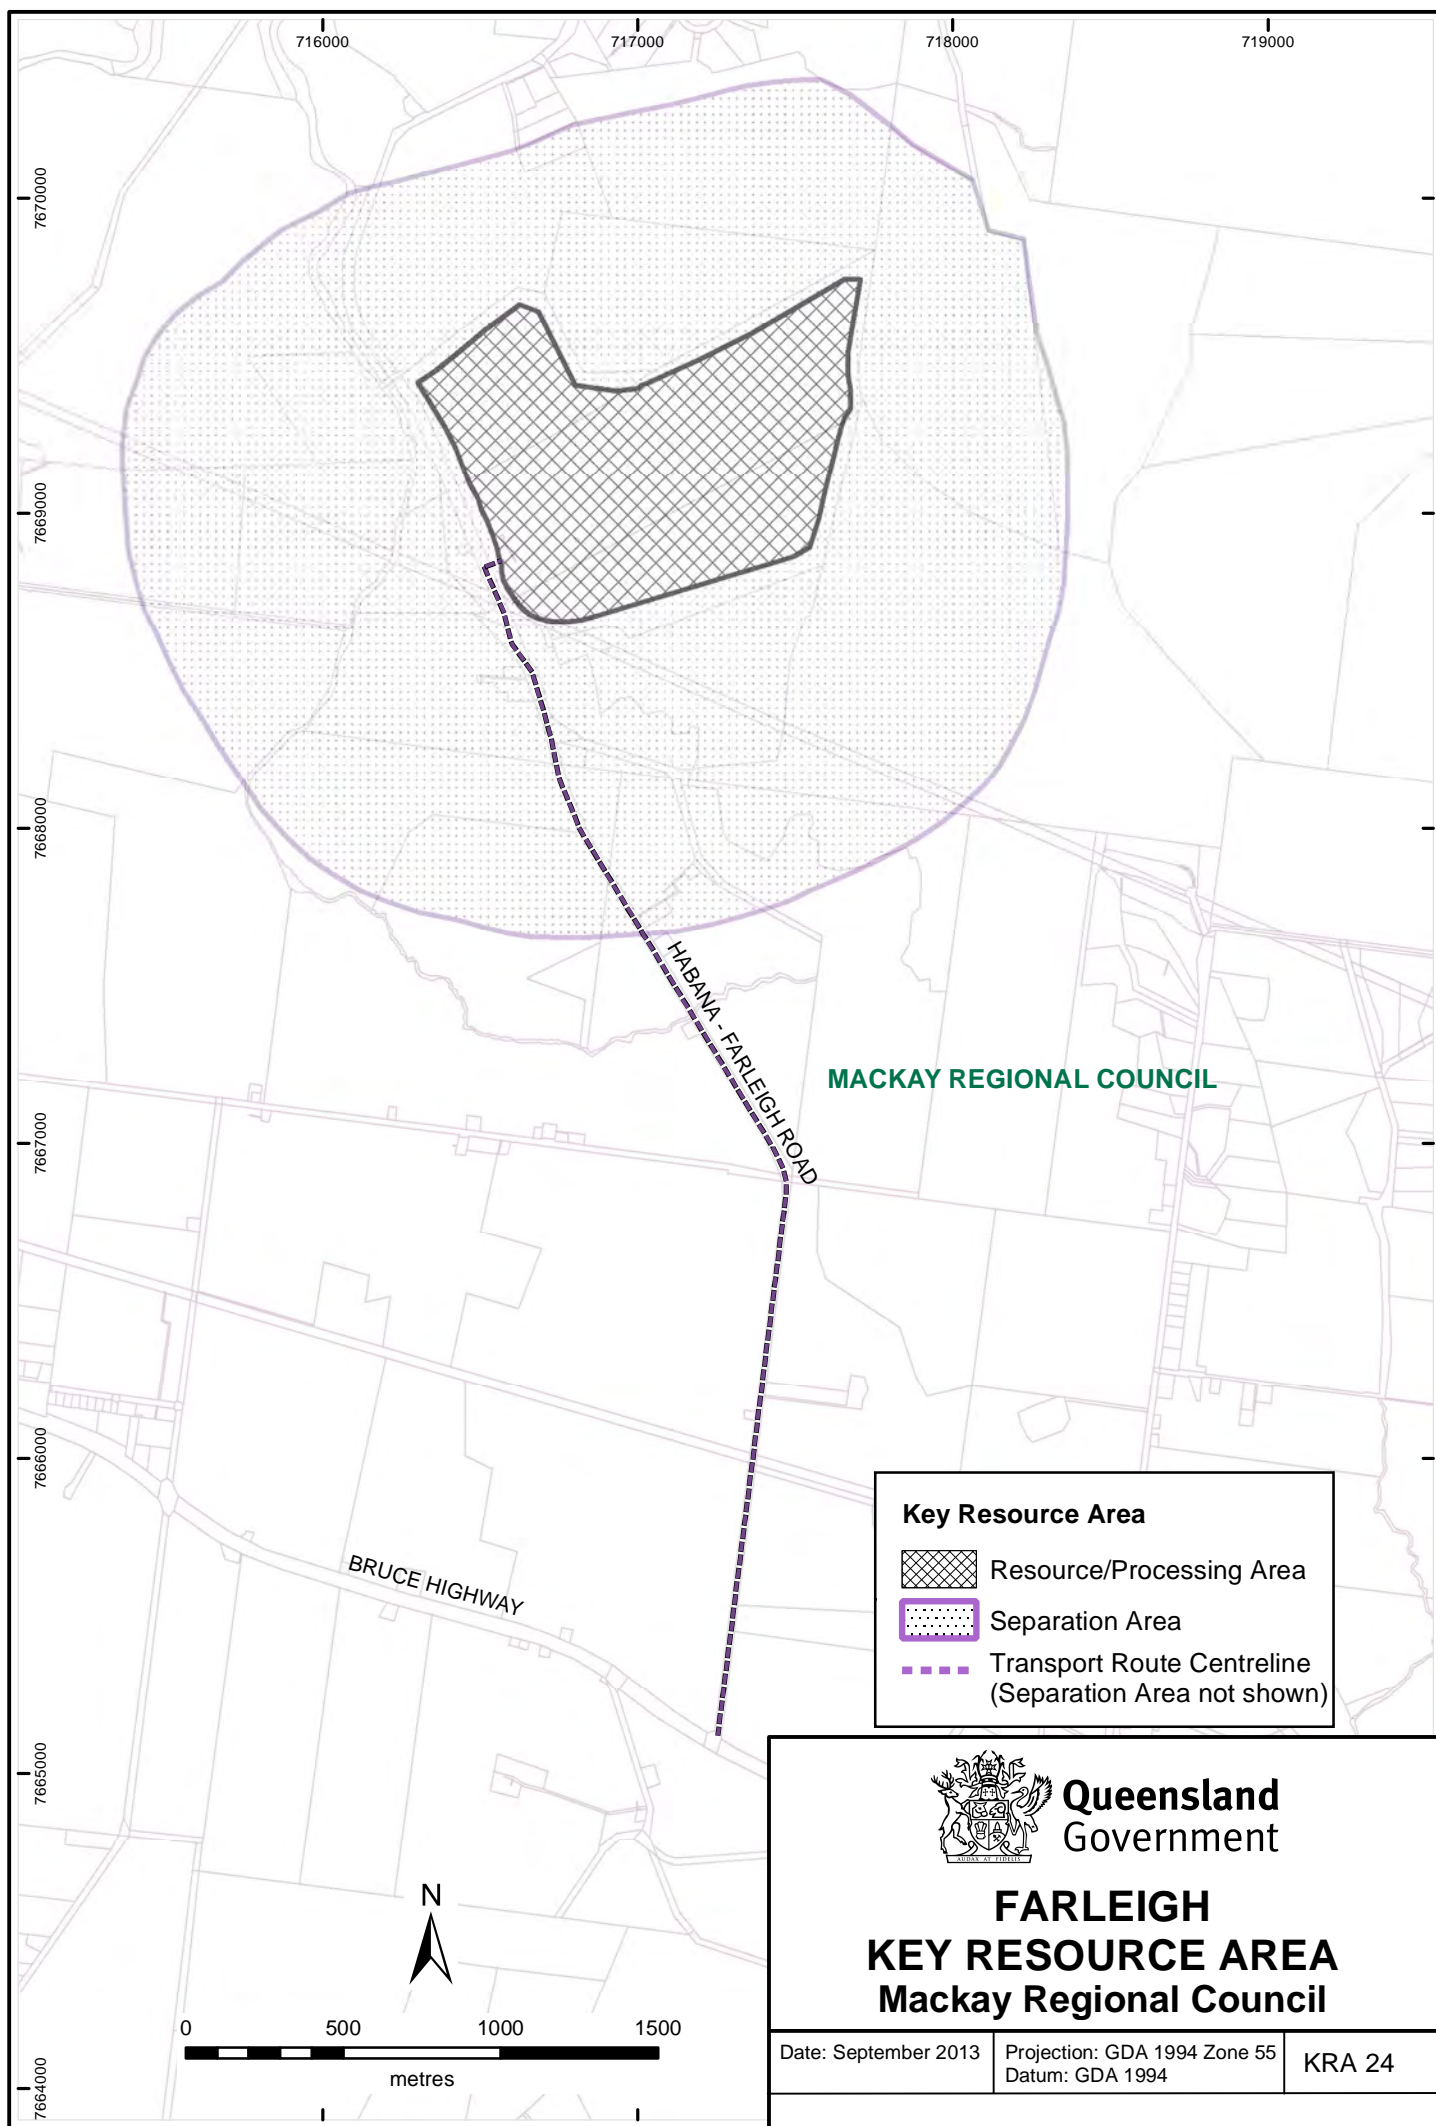 716000
717000
718000
719000
7670000
7669000
7668000
7667000
7666000
7665000
7664000
HABANA - FARLEIGH ROAD
MACKAY REGIONAL COUNCIL
BRUCE HIGHWAY
Key Resource Area
Resource/Processing Area
Separation Area
Transport Route Centreline
(Separation Area not shown)
Queensland
Government
AUDAX AT FIDELIS
FARLEIGH
KEY RESOURCE AREA
Mackay Regional Council
Date: September 2013
Projection: GDA 1994 Zone 55
Datum: GDA 1994
KRA 24
N
0 500 1000 1500
metres